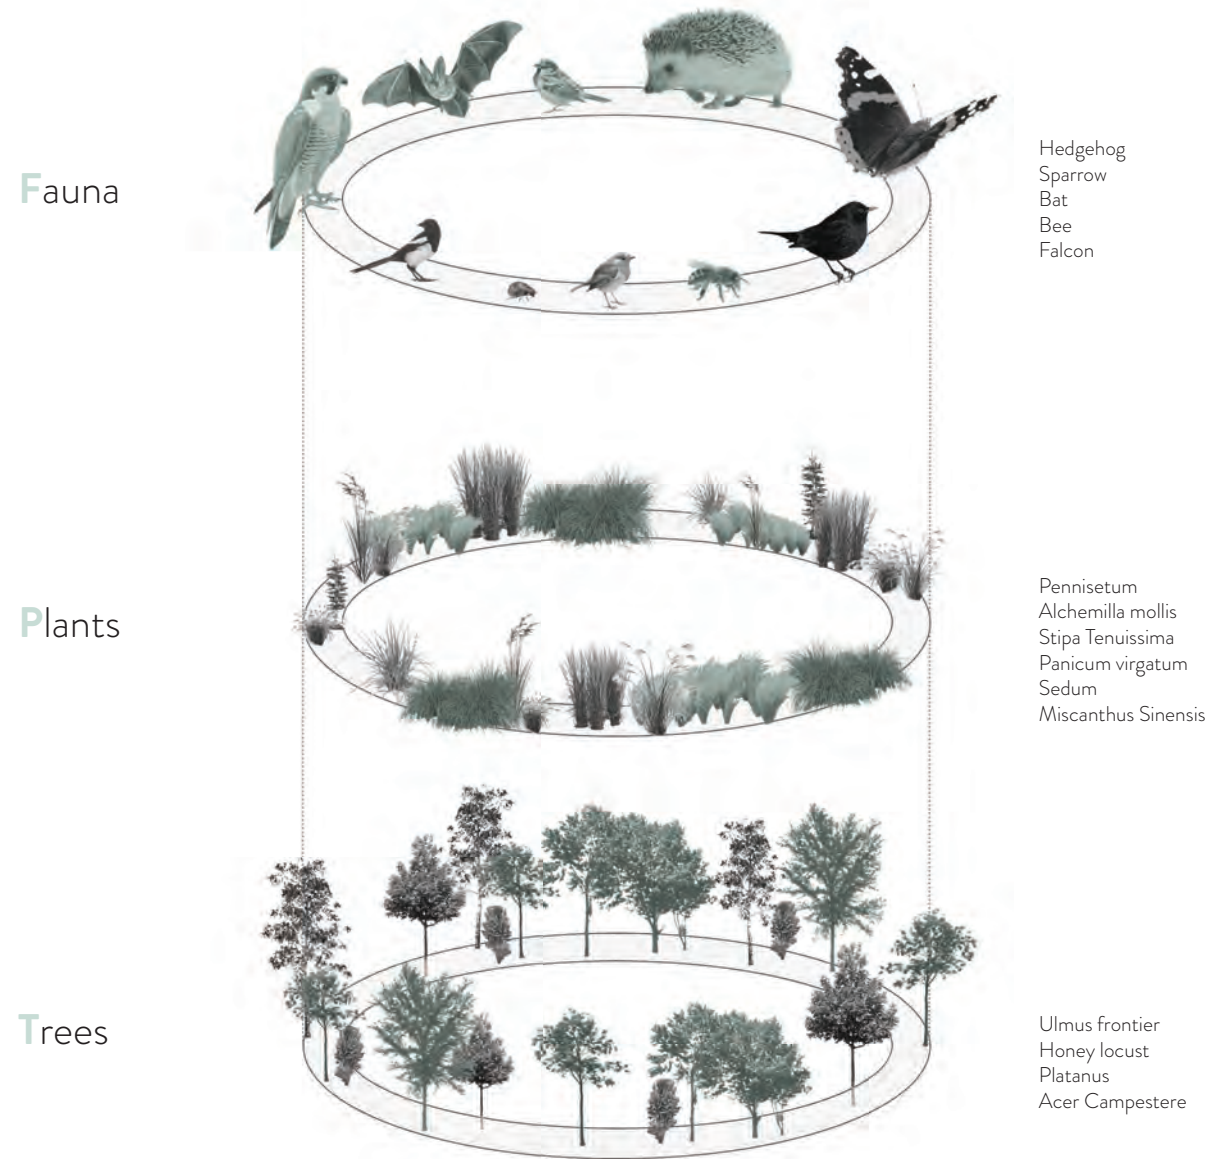 Fauna
Hedgehog
Sparrow
Bat
Bee
Falcon
Plants
Pennisetum
Alchemilla mollis
Stipa Tenuissima
Panicum virgatum
Sedum
Miscanthus Sinensis
Trees
Ulmus frontier
Honey locust
Platanus
Acer Campestere